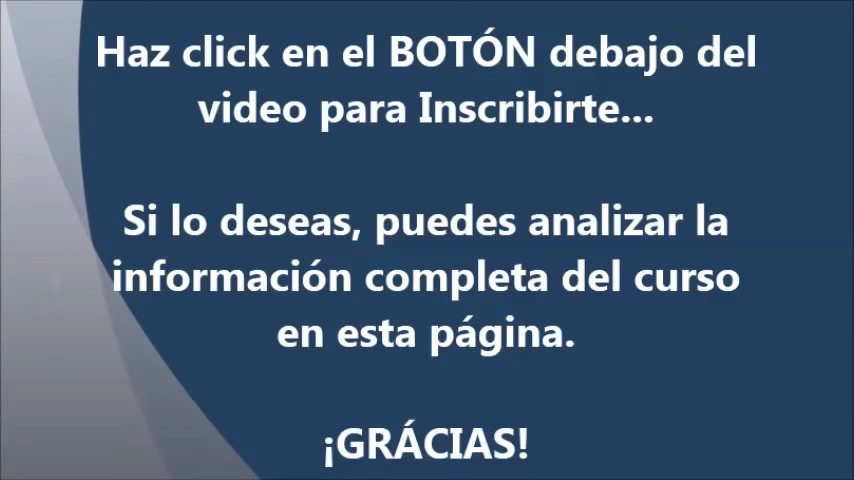 Haz click en el BOTÓN debajo del
video para Inscribirte...
Si lo deseas, puedes analizar la
información completa del curso
en esta página.
¡GRÁCIAS!